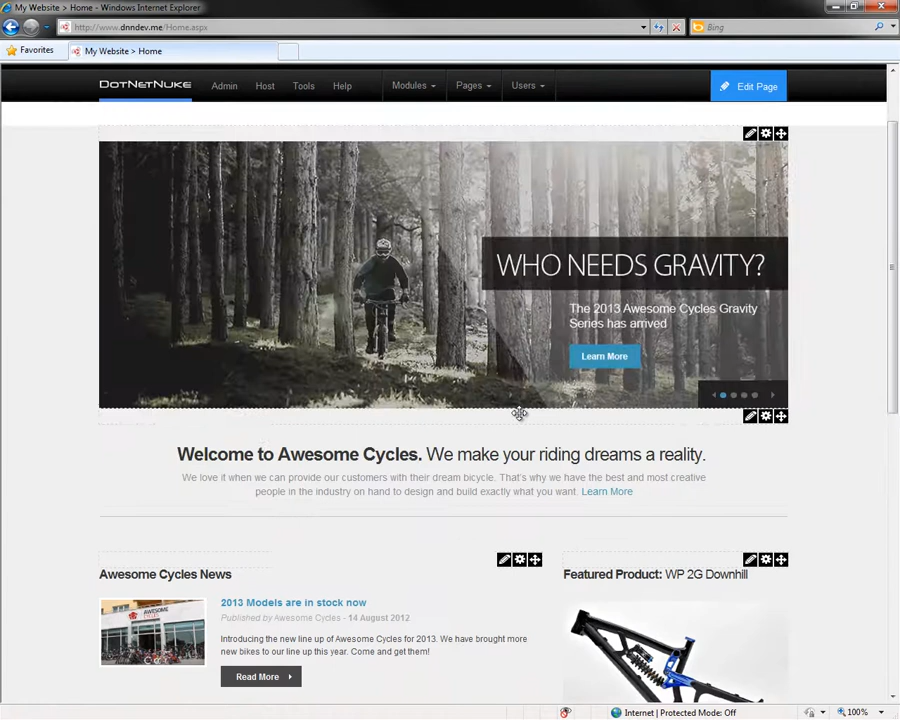 My Website > Home - Windows Internet Explorer
http://www.dnndev.me/Home.aspx
Bing
Favorites
My Website > Home
DOTNETNUKE
Admin
Host
Tools
Help
Modules
Pages
Users
Edit Page
WHO NEEDS GRAVITY?
The 2013 Awesome Cycles Gravity
Series has arrived
Learn More
Welcome to Awesome Cycles. We make your riding dreams a reality.
We love it when we can provide our customers with their dream bicycle. That's why we have the best and most creative
people in the industry on hand to design and build exactly what you want. Learn More
Awesome Cycles News
Featured Product: WP 2G Downhill
2013 Models are in stock now
Published by Awesome Cycles - 14 August 2012
Introducing the new line up of Awesome Cycles for 2013. We have brought more
new bikes to our line up this year. Come and get them!
Read More
Internet | Protected Mode: Off
100%